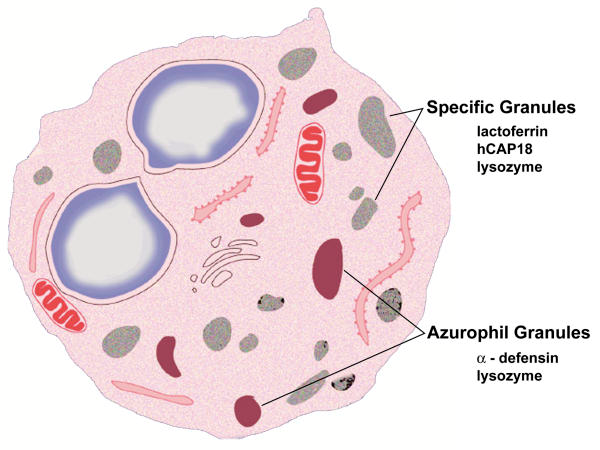 Specific Granules
lactoferrin
hCAP18
lysozyme
Azurophil Granules
α - defensin
lysozyme